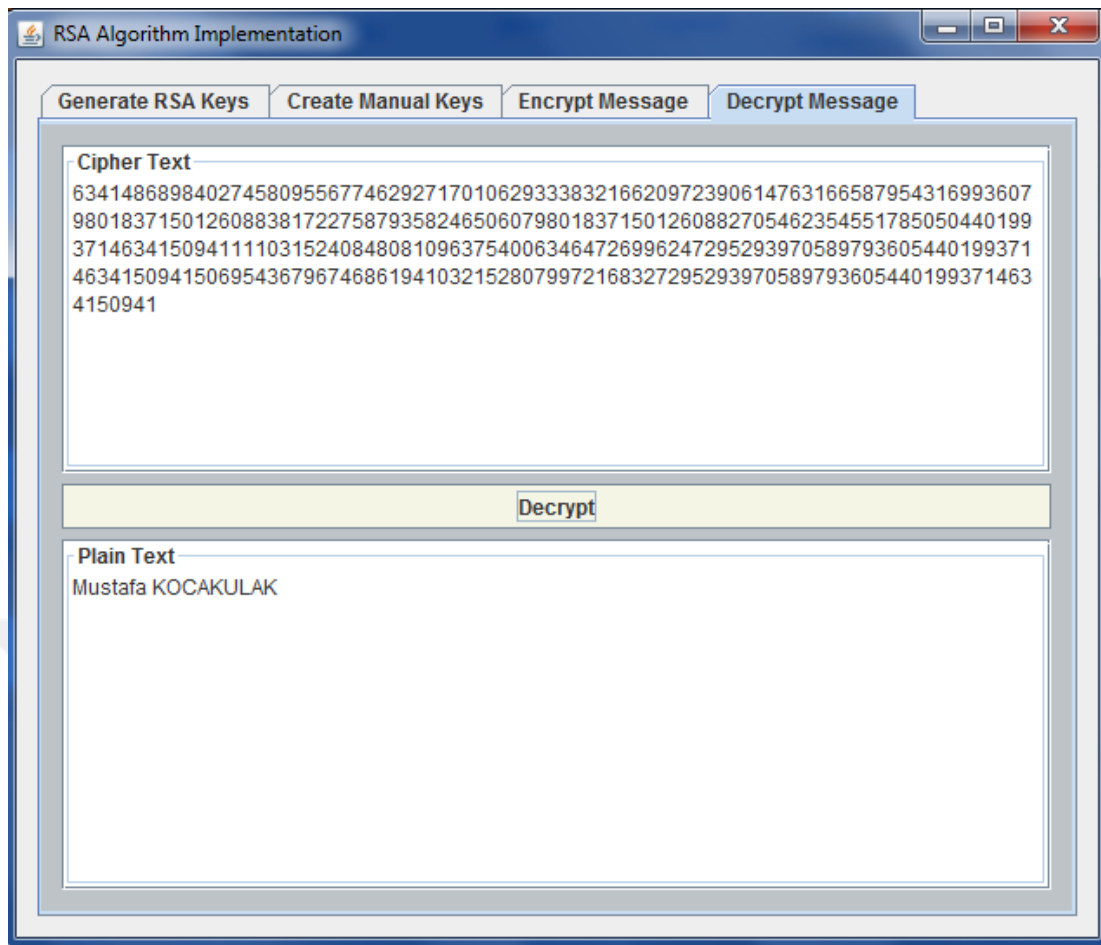 RSA Algorithm Implementation
Generate RSA Keys Create Manual Keys Encrypt Message Decrypt Message
Cipher Text
634148689840274580955677462927170106293338321662097239061476316658795431699360​7
980183715012608838172275879358246506079801837150126088270546235455178505044019​9
371463415094111103152408480810963754006346472699624729529397058979360544019937​1
463415094150695436796746861941032152807997216832729529397058979360544019937146​3
4150941
Decrypt
Plain Text
Mustafa KOCAKULAK